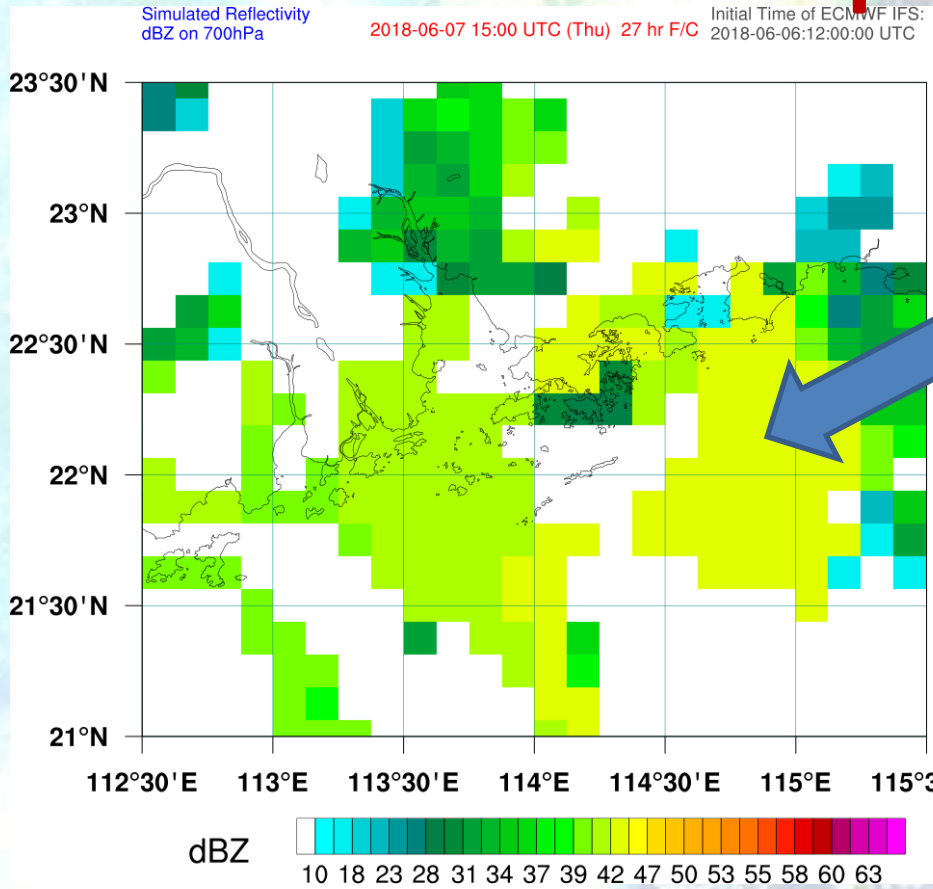 Simulated Reflectivity
dBZ on 700hPa
2018-06-07 15:00 UTC (Thu) 27 hr F/C
Initial Time of ECMWF IFS:
2018-06-06:12:00:00 UTC
23°30'N
23°N
22°30'N
22°N
21°30'N
21°N
112°30'E 113°E 113°30'E 114°E 114°30'E 115°E 115°3
dBZ
10 18 23 28 31 34 37 39 42 47 50 53 55 58 60 63